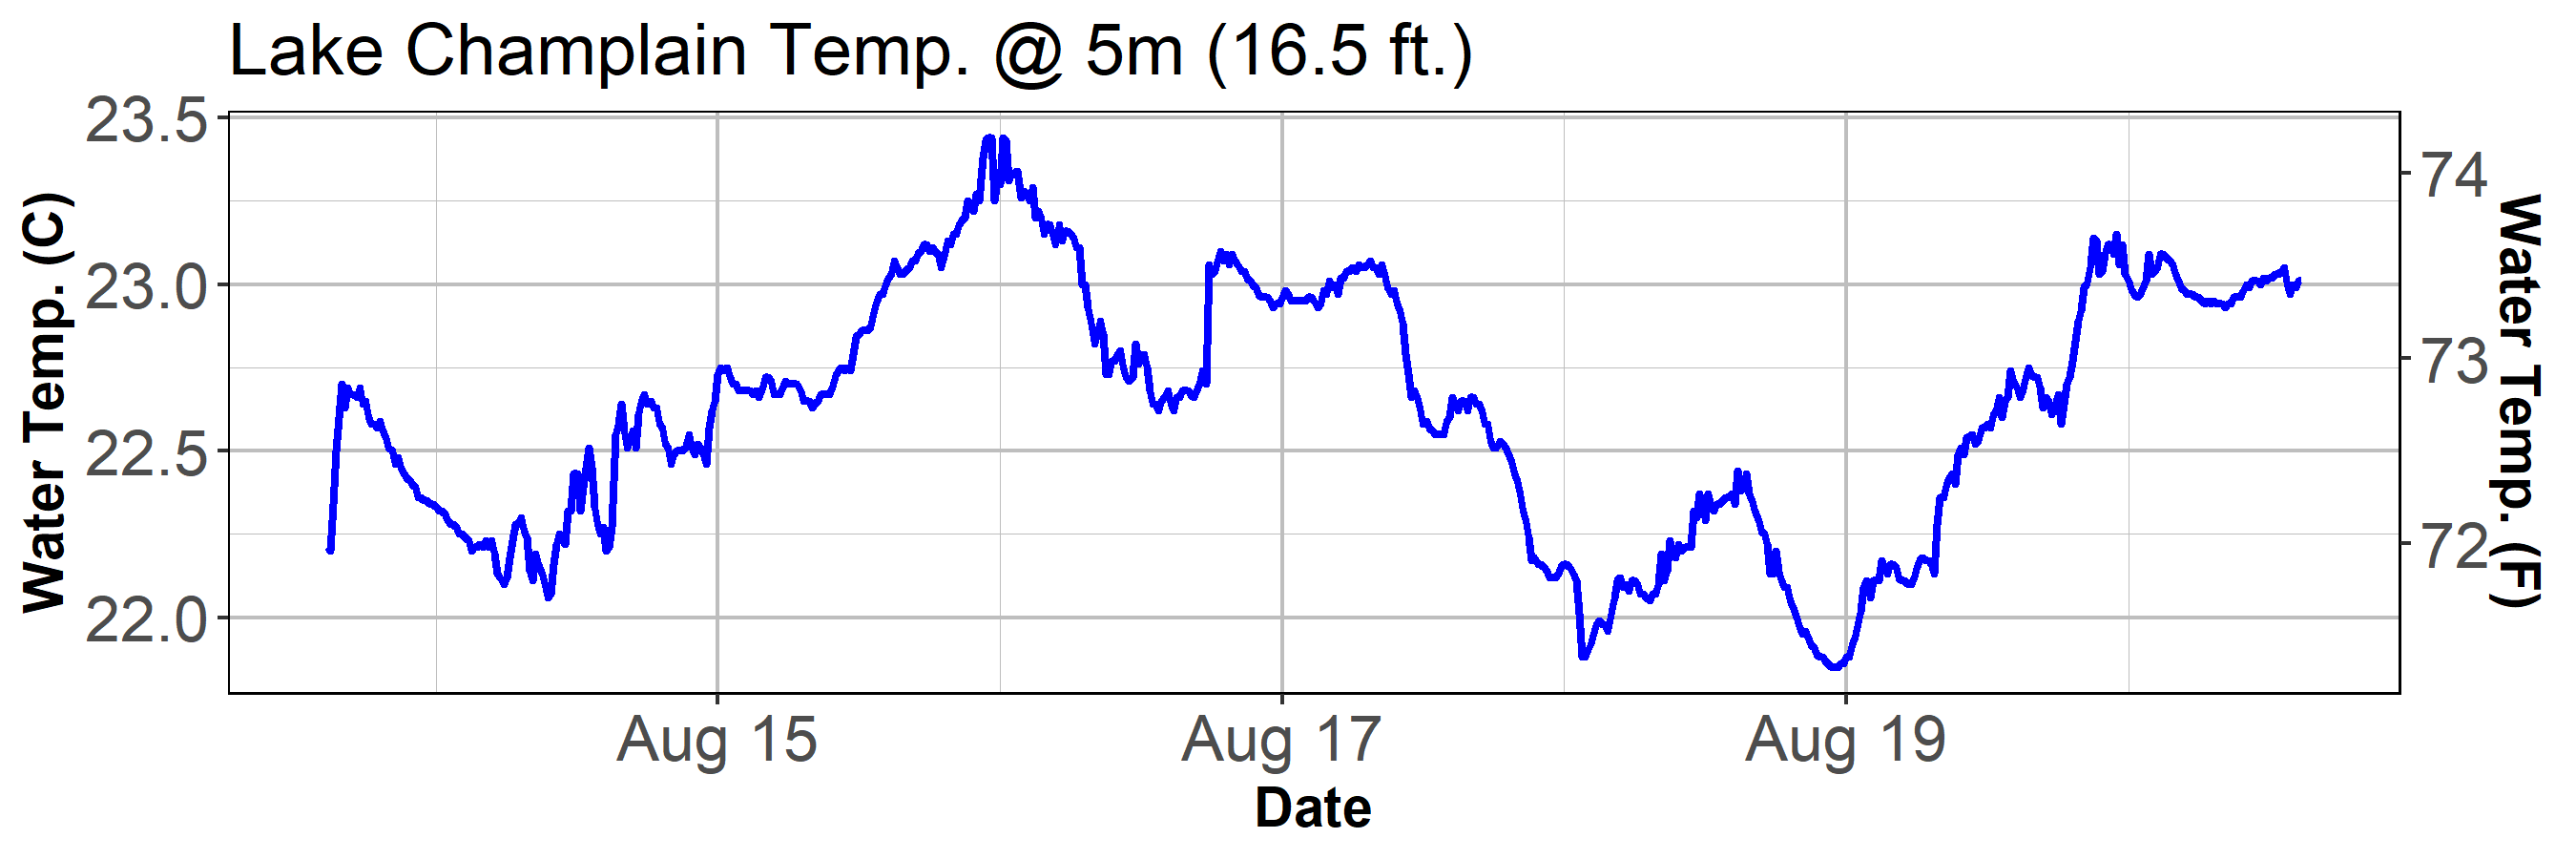 Lake Champlain Temp. @ 5m (16.5 ft.)
Water Temp. (C)
23.5
23.0
22.5
22.0
74
73
72
Water Temp. (F)
Aug 15
Aug 17
Aug 19
Date